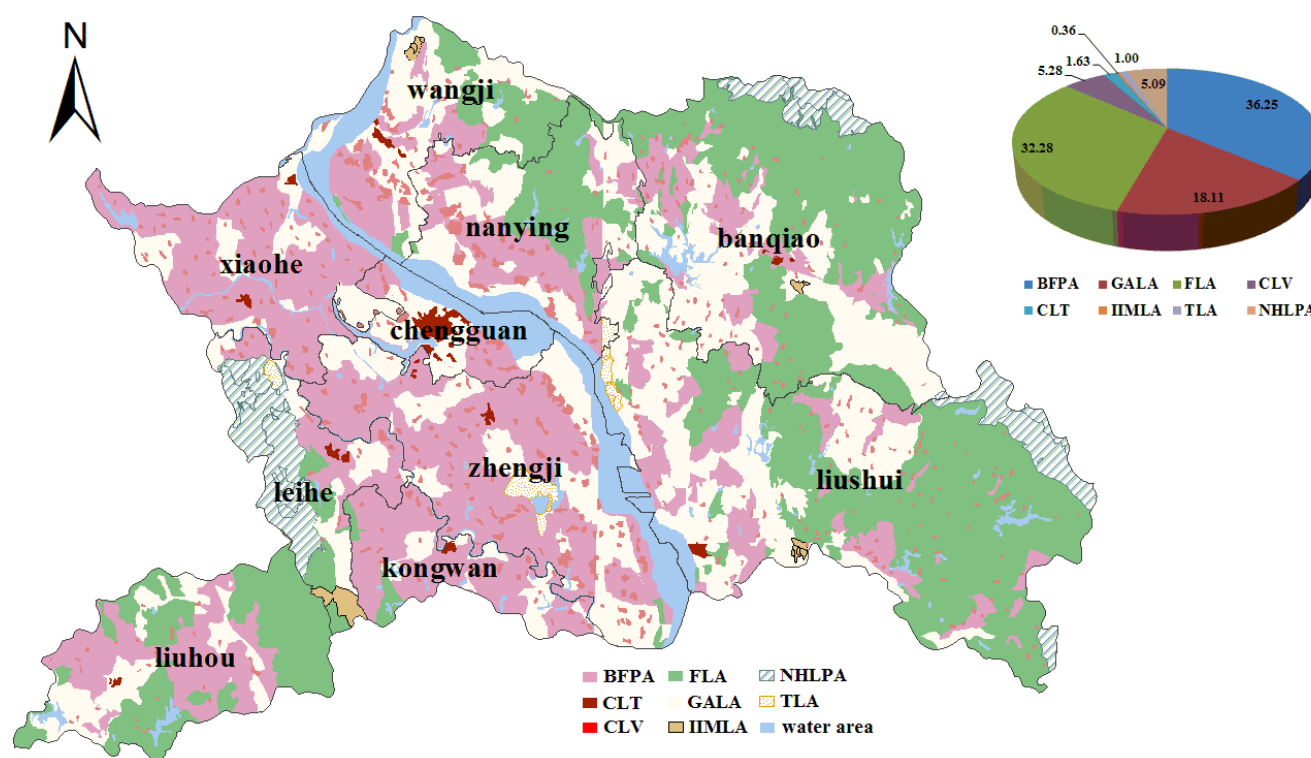 N
0.36
1.63
1.00
5.28
5.09
36.25
32.28
18.11
BFPA GALA FLA CLV
CLT IIMLA TLA NHLPA
wangji
nanying
banqiao
xiaohe
chengguan
zhengji
liushui
leihe
kongwan
liuhou
BFPA FLA NHLPA
CLT GALA TLA
CLV IIMLA water area